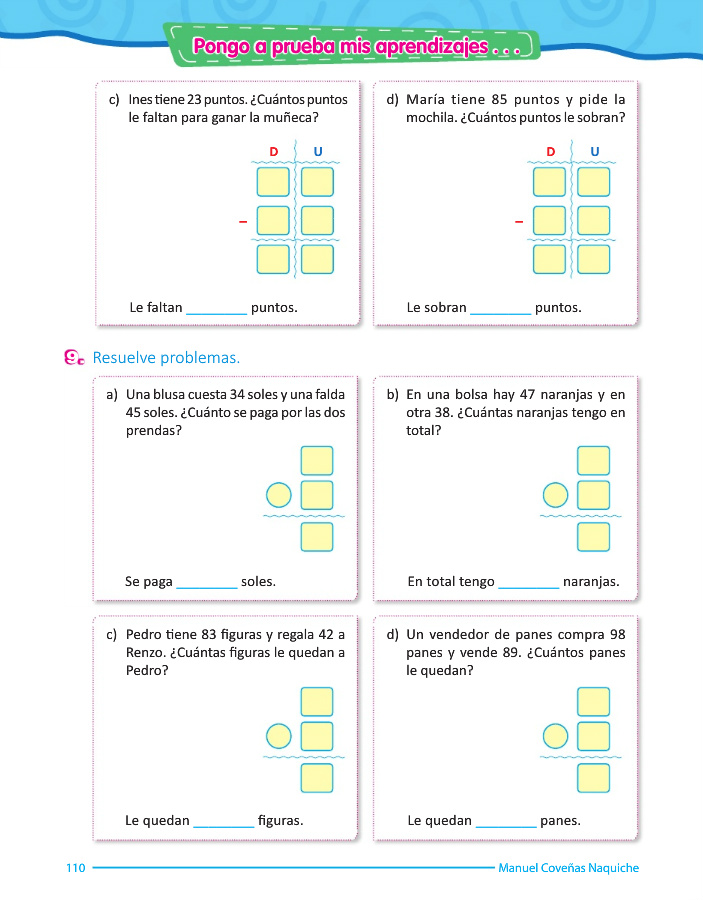 Pongo a prueba mis aprendizajes . . .
c) Ines tiene 23 puntos. ¿Cuántos puntos
le faltan para ganar la muñeca?
D U
–
Le faltan ________ puntos.
d) María tiene 85 puntos y pide la
mochila. ¿Cuántos puntos le sobran?
D U
–
Le sobran ________ puntos.
9. Resuelve problemas.
a) Una blusa cuesta 34 soles y una falda
45 soles. ¿Cuánto se paga por las dos
prendas?
Se paga ________ soles.
b) En una bolsa hay 47 naranjas y en
otra 38. ¿Cuántas naranjas tengo en
total?
En total tengo ________ naranjas.
c) Pedro tiene 83 figuras y regala 42 a
Renzo. ¿Cuántas figuras le quedan a
Pedro?
Le quedan ________ figuras.
d) Un vendedor de panes compra 98
panes y vende 89. ¿Cuántos panes
le quedan?
Le quedan ________ panes.
110
Manuel Coveñas Naquiche